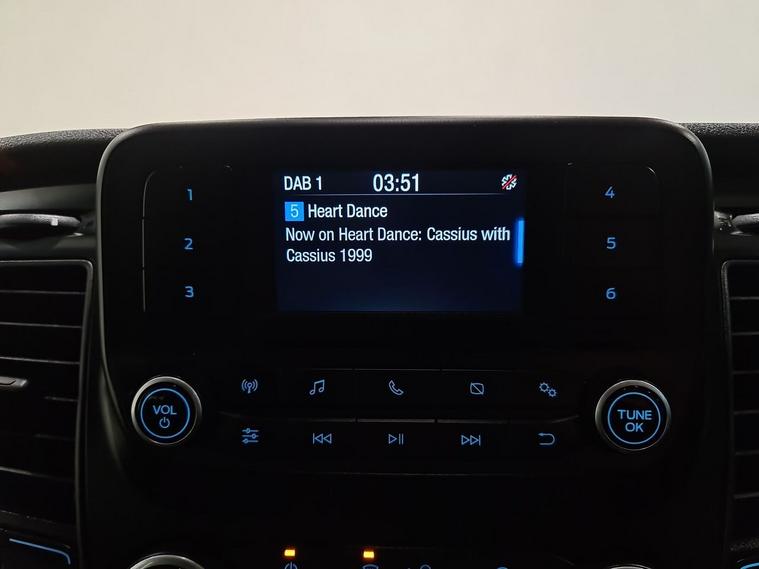 DAB 1 03:51
5 Heart Dance
Now on Heart Dance: Cassius with
Cassius 1999
1
2
3
4
5
6
VOL
TUNE
OK